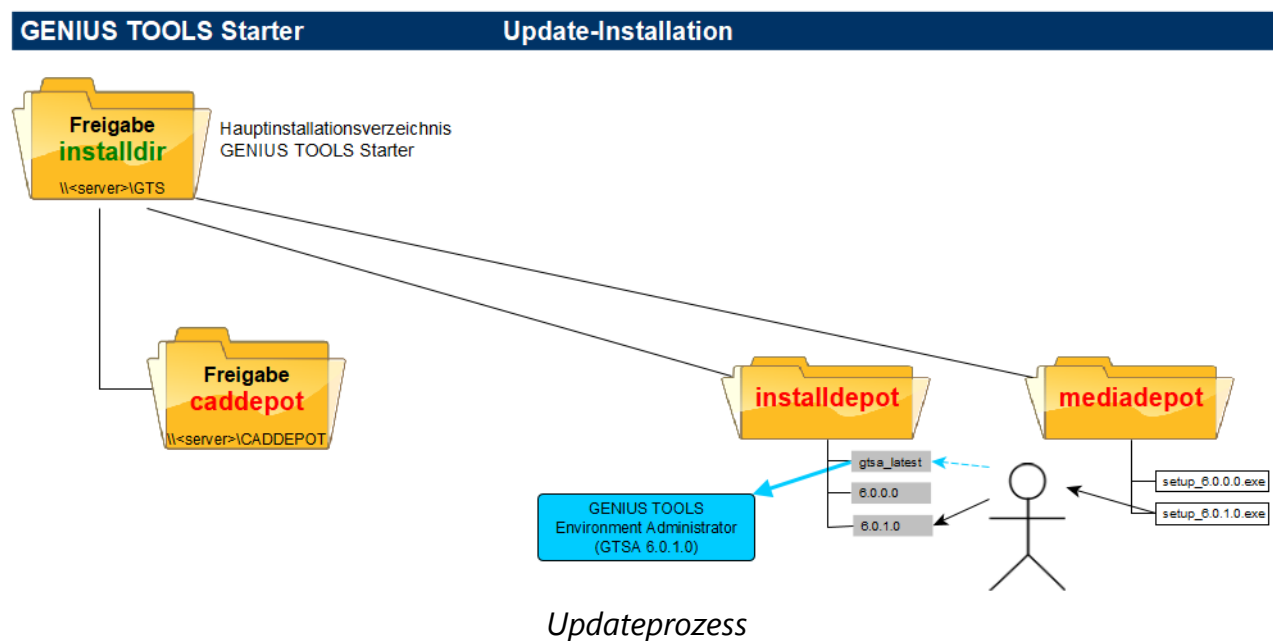 GENIUS TOOLS Starter Update-Installation
Freigabe
installdir
\\<server>\GTS
Hauptinstallationsverzeichnis
GENIUS TOOLS Starter
Freigabe
caddepot
\\<server>\CADDEPOT
installdepot
mediadepot
gtsa_latest
6.0.0.0
6.0.1.0
setup_6.0.0.0.exe
setup_6.0.1.0.exe
GENIUS TOOLS
Environment Administrator
(GTSA 6.0.1.0)
Updateprozess